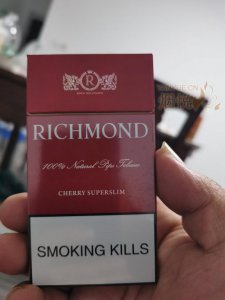 R
RICHMOND
100% Natural Pipe Tobacco
CHERRY SUPERSLIM
SMOKING KILLS